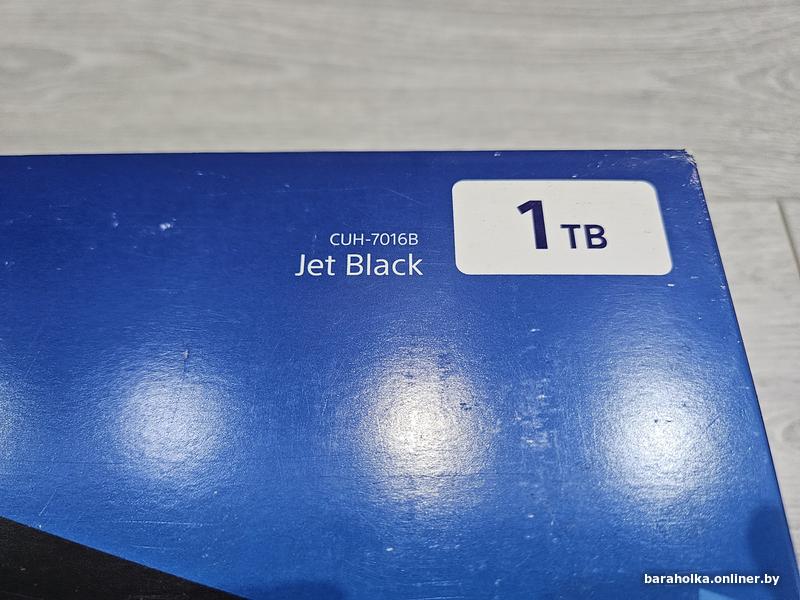 CUH-7016B
Jet Black
1 TB
baraholka.onliner.by